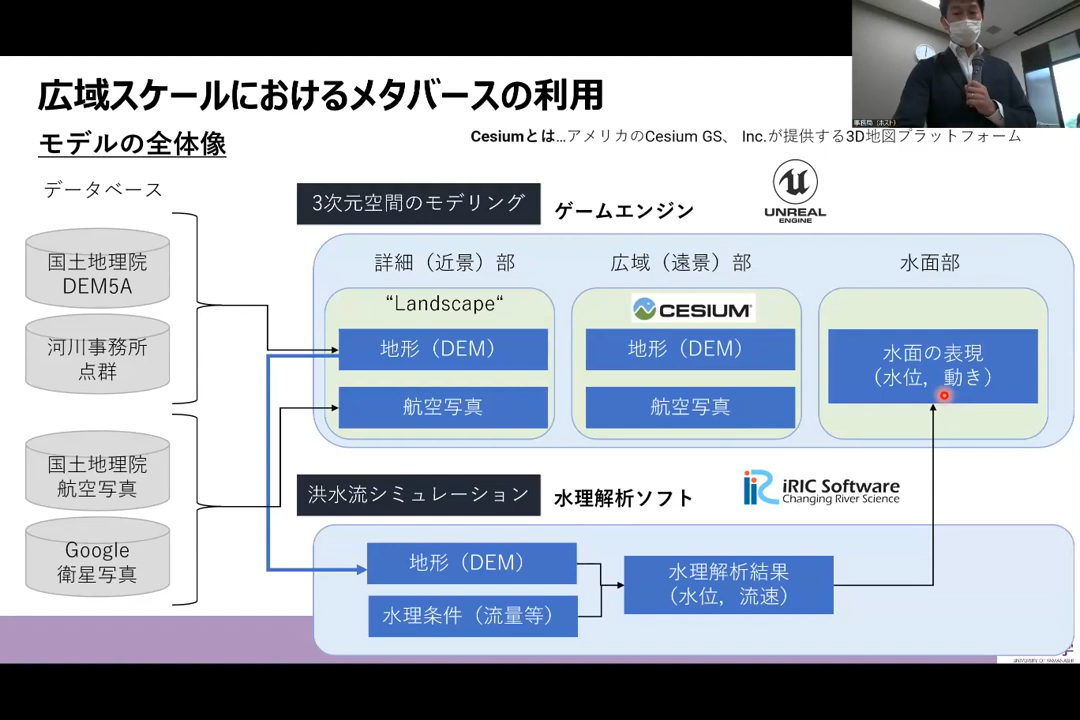 広域スケールにおけるメタバースの利用
モデルの全体像
Cesiumとは…アメリカのCesium GS、 Inc.が提供する3D地図プラットフォーム
事務局（ホスト）
データベース
国土地理院
DEM5A
河川事務所
点群
国土地理院
航空写真
Google
衛星写真
3次元空間のモデリング
ゲームエンジン
UNREAL
ENGINE
詳細（近景）部
“Landscape“
地形（DEM）
航空写真
広域（遠景）部
CESIUM
地形（DEM）
航空写真
水面部
水面の表現
（水位，動き）
洪水流シミュレーション
水理解析ソフト
iRIC Software
Changing River Science
地形（DEM）
水理条件（流量等）
水理解析結果
（水位，流速）
UNIVERSITY OF YAMANASHI